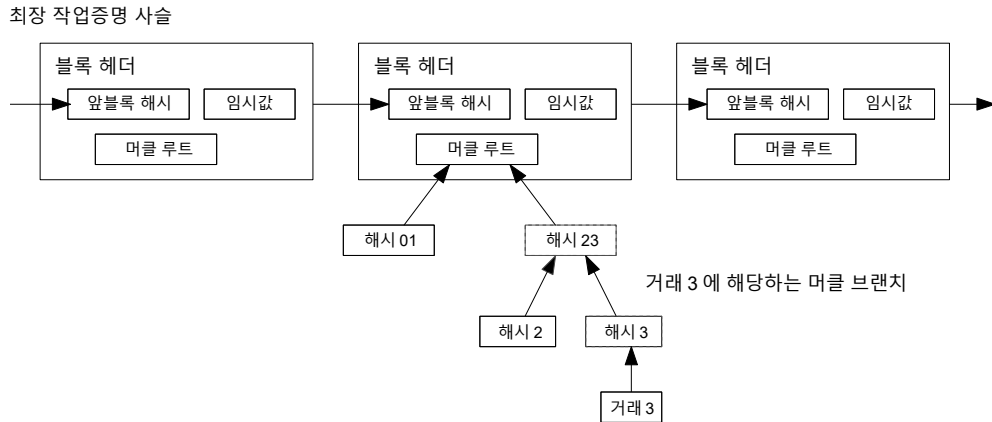 최장 작업증명 사슬
블록 헤더
블록 헤더
블록 헤더
앞블록 해시
임시값
앞블록 해시
임시값
앞블록 해시
임시값
머클 루트
머클 루트
머클 루트
해시 01
해시 23
거래 3 에 해당하는 머클 브랜치
해시 2
해시 3
거래 3